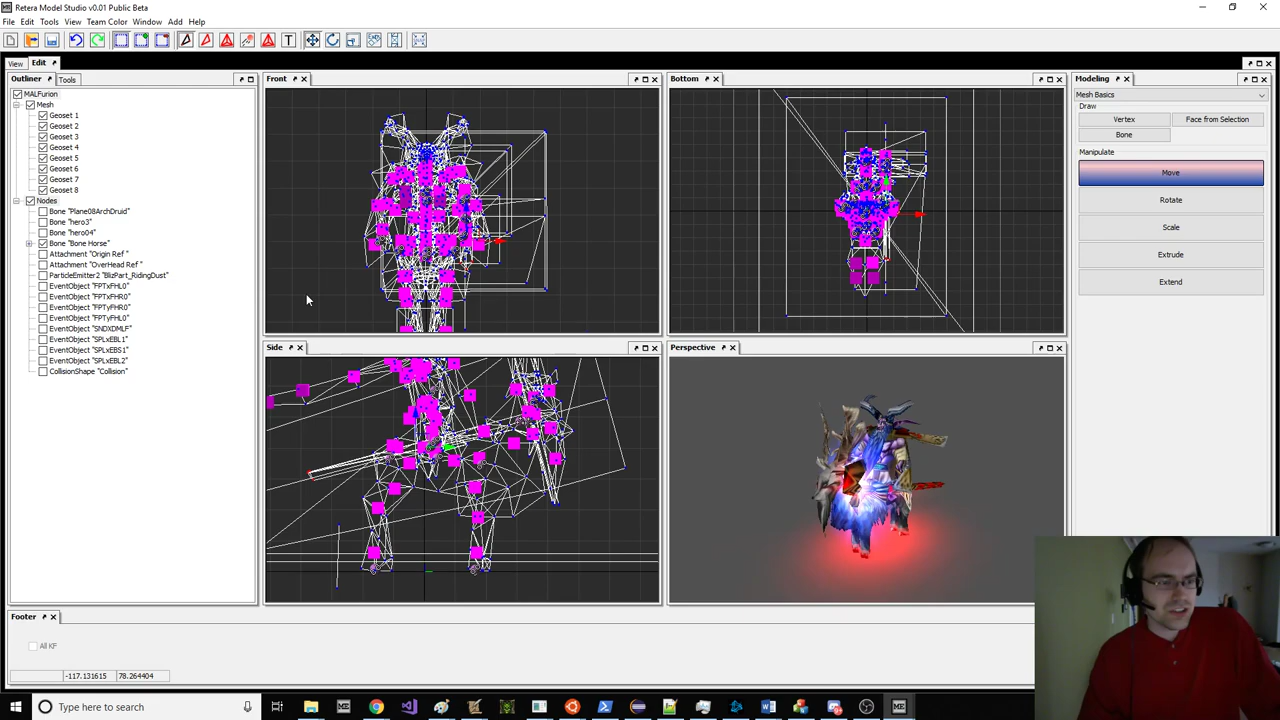 ME Retera Model Studio v0.01 Public Beta
File Edit Tools View Team Color Window Add Help
T
View Edit
Outliner Tools
MALFurion
Mesh
Geoset 1
Geoset 2
Geoset 3
Geoset 4
Geoset 5
Geoset 6
Geoset 7
Geoset 8
Nodes
Bone "Plane08ArchDruid"
Bone "hero3"
Bone "hero04"
Bone "Bone Horse"
Attachment "Origin Ref "
Attachment "OverHead Ref "
ParticleEmitter2 "BlizPart_RidingDust"
EventObject "FPTxFHL0"
EventObject "FPTxFHR0"
EventObject "FPTyFHR0"
EventObject "FPTyFHL0"
EventObject "SNDXDMLF"
EventObject "SPLxEBL1"
EventObject "SPLxEBS1"
EventObject "SPLxEBL2"
CollisionShape "Collision"
Front
Bottom
Side
Perspective
Modeling
Mesh Basics
Draw
Vertex Face from Selection
Bone
Manipulate
Move
Rotate
Scale
Extrude
Extend
Footer
All KF
-117.131615 78.264404
Type here to search
ME
ME